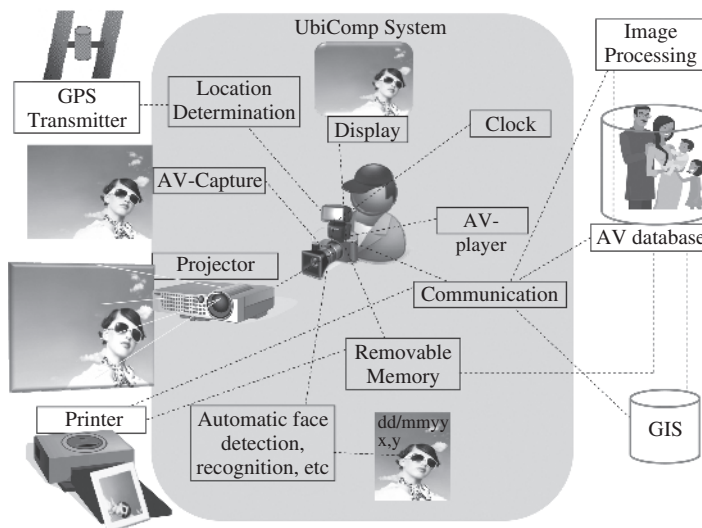 UbiComp System
Image
Processing
GPS
Transmitter
Location
Determination
Display
Clock
AV-Capture
AV-
player
AV database
Projector
Communication
Removable
Memory
Printer
Automatic face
detection,
recognition, etc
dd/mmyy
x,y
GIS